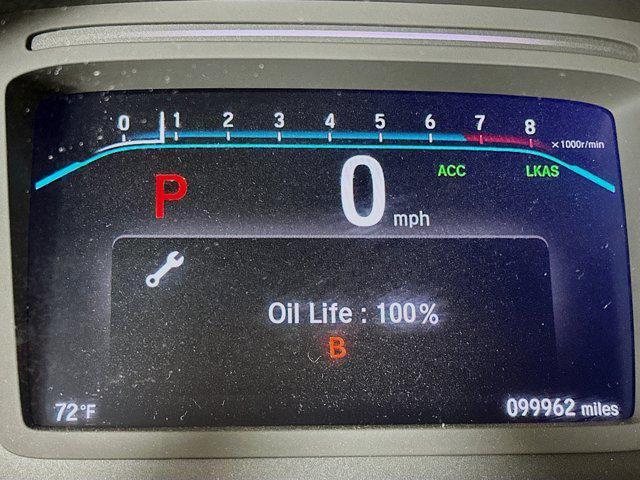 0 1 2 3 4 5 6 7 8
x1000r/min
P 0 mph ACC LKAS
Oil Life : 100%
B
72°F 099962 miles